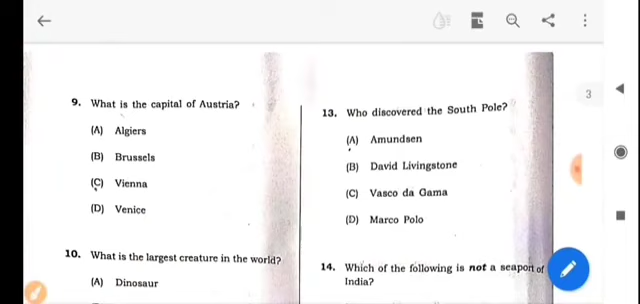 3
9. What is the capital of Austria?
(A) Algiers
(B) Brussels
(C) Vienna
(D) Venice
10. What is the largest creature in the world?
(A) Dinosaur
13. Who discovered the South Pole?
(A) Amundsen
(B) David Livingstone
(C) Vasco da Gama
(D) Marco Polo
14. Which of the following is not a seaport of
India?